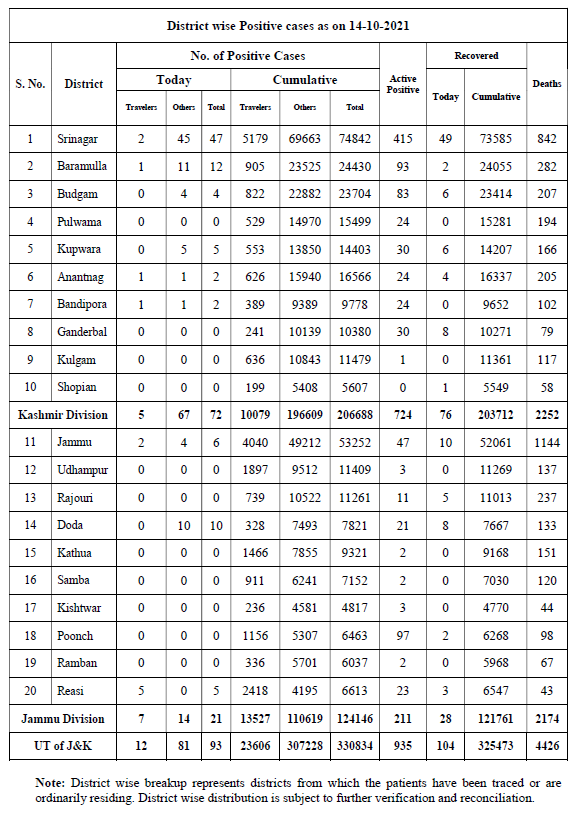 District wise Positive cases as on 14-10-2021
S. No. District No. of Positive Cases Active Positive Recovered Deaths
Today Cumulative Today Cumulative
Travelers Others Total Travelers Others Total
1 Srinagar 2 45 47 5179 69663 74842 415 49 73585 842
2 Baramulla 1 11 12 905 23525 24430 93 2 24055 282
3 Budgam 0 4 4 822 22882 23704 83 6 23414 207
4 Pulwama 0 0 0 529 14970 15499 24 0 15281 194
5 Kupwara 0 5 5 553 13850 14403 30 6 14207 166
6 Anantnag 1 1 2 626 15940 16566 24 4 16337 205
7 Bandipora 1 1 2 389 9389 9778 24 0 9652 102
8 Ganderbal 0 0 0 241 10139 10380 30 8 10271 79
9 Kulgam 0 0 0 636 10843 11479 1 0 11361 117
10 Shopian 0 0 0 199 5408 5607 0 1 5549 58
Kashmir Division 5 67 72 10079 196609 206688 724 76 203712 2252
11 Jammu 2 4 6 4040 49212 53252 47 10 52061 1144
12 Udhampur 0 0 0 1897 9512 11409 3 0 11269 137
13 Rajouri 0 0 0 739 10522 11261 11 5 11013 237
14 Doda 0 10 10 328 7493 7821 21 8 7667 133
15 Kathua 0 0 0 1466 7855 9321 2 0 9168 151
16 Samba 0 0 0 911 6241 7152 2 0 7030 120
17 Kishtwar 0 0 0 236 4581 4817 3 0 4770 44
18 Poonch 0 0 0 1156 5307 6463 97 2 6268 98
19 Ramban 0 0 0 336 5701 6037 2 0 5968 67
20 Reasi 5 0 5 2418 4195 6613 23 3 6547 43
Jammu Division 7 14 21 13527 110619 124146 211 28 121761 2174
UT of J&K 12 81 93 23606 307228 330834 935 104 325473 4426
Note: District wise breakup represents districts from which the patients have been traced or are
ordinarily residing. District wise distribution is subject to further verification and reconciliation.